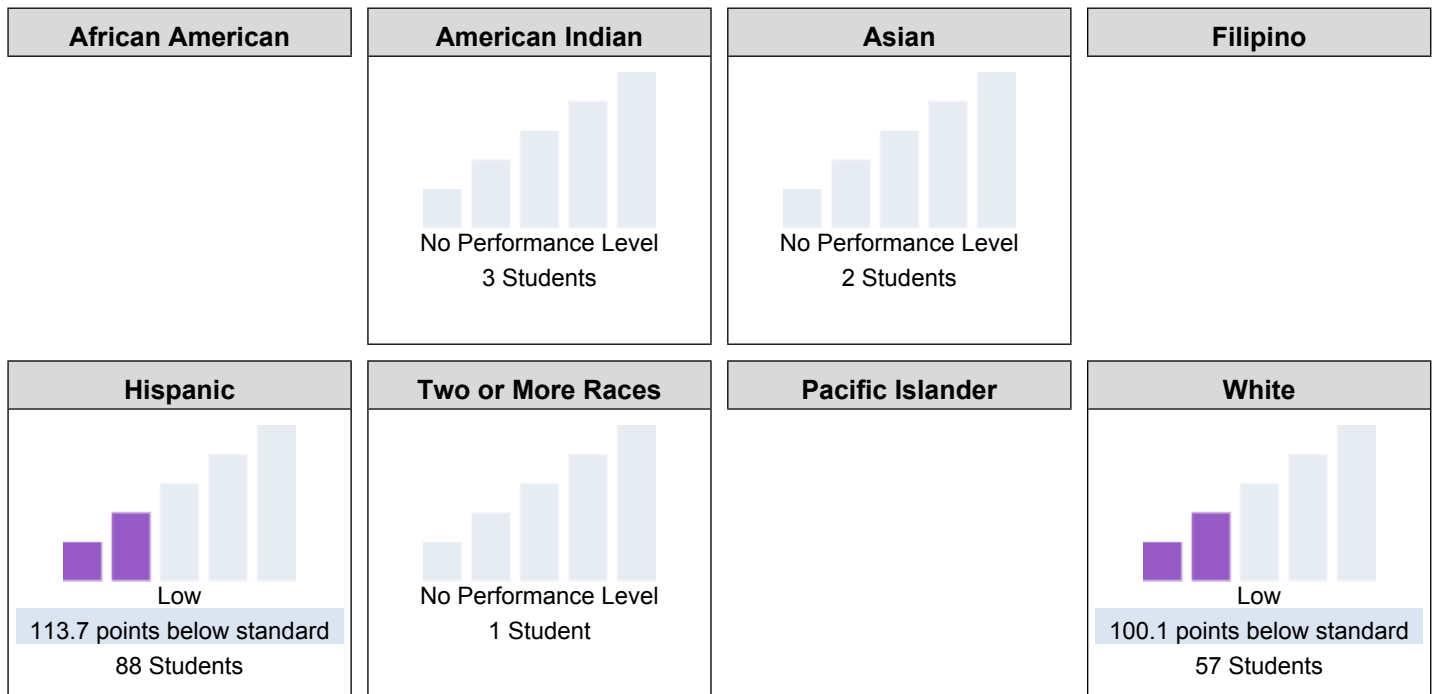 African American
American Indian
No Performance Level
3 Students
Asian
No Performance Level
2 Students
Filipino
Hispanic
Low
113.7 points below standard
88 Students
Two or More Races
No Performance Level
1 Student
Pacific Islander
White
Low
100.1 points below standard
57 Students